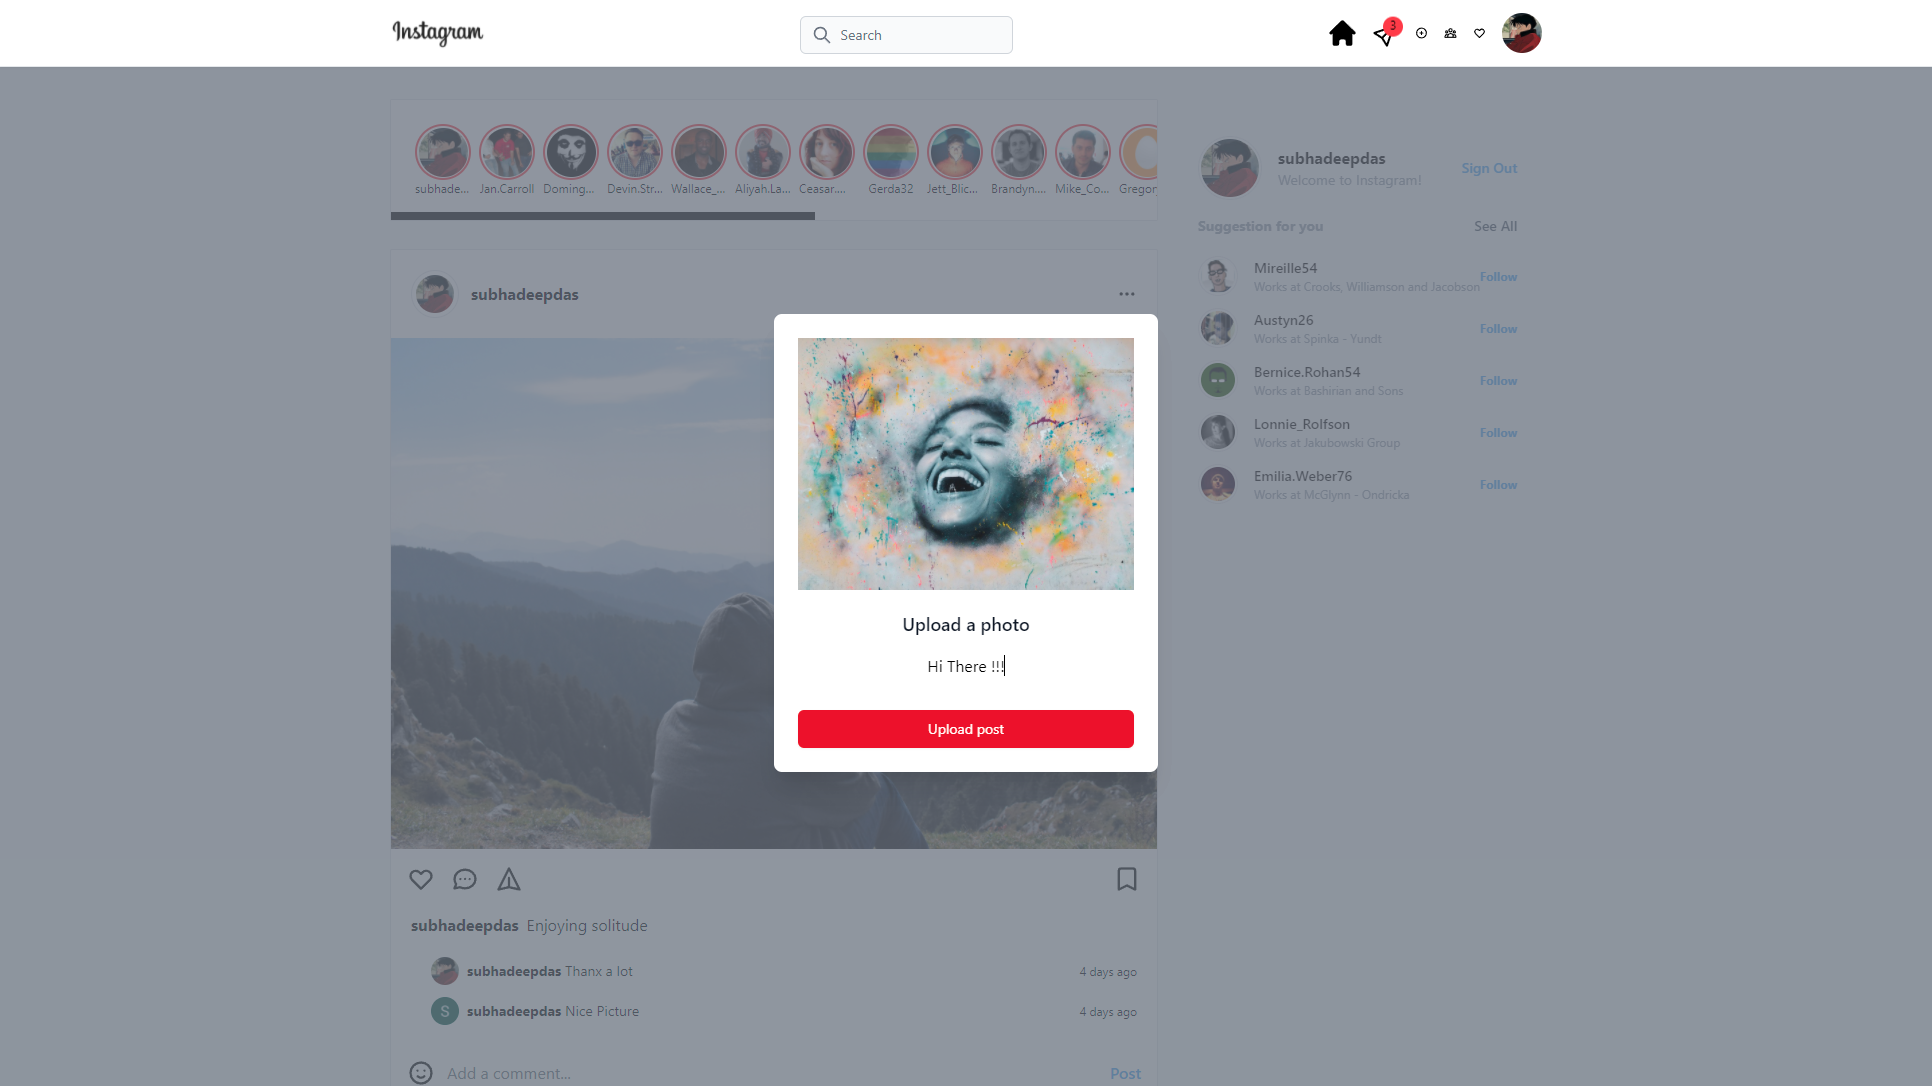 Instagram
Search
3
subhade...
Jan.Carroll
Doming...
Devin.Str...
Wallace_...
Aliyah.La...
Ceasar....
Gerda32
Jett_Blic...
Brandyn....
Mike_Co...
Gregory
subhadeepdas
Welcome to Instagram!
Sign Out
Suggestion for you
See All
Mireille54
Works at Crooks, Williamson and Jacobson
Follow
Austyn26
Works at Spinka - Yundt
Follow
Bernice.Rohan54
Works at Bashirian and Sons
Follow
Lonnie_Rolfson
Works at Jakubowski Group
Follow
Emilia.Weber76
Works at McGlynn - Ondricka
Follow
subhadeepdas
Upload a photo
Hi There !!!
Upload post
subhadeepdas Enjoying solitude
subhadeepdas Thanx a lot
4 days ago
S
subhadeepdas Nice Picture
4 days ago
Add a comment...
Post